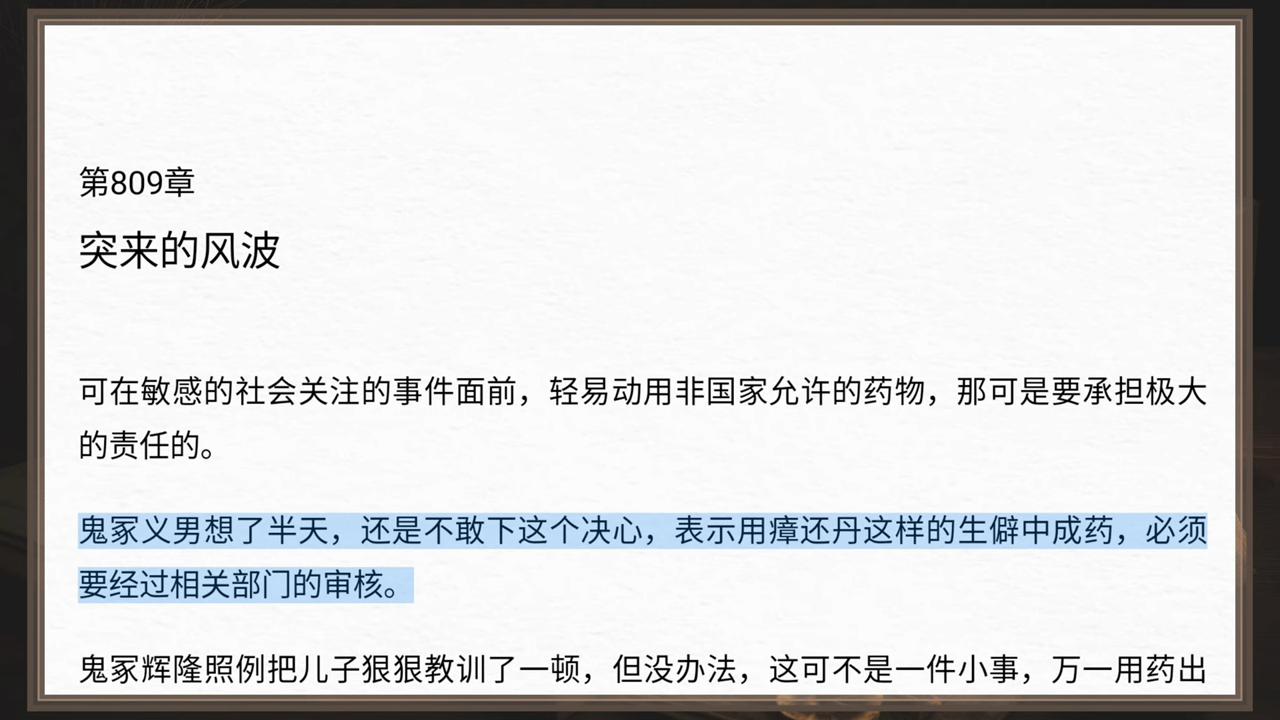 第809章
突来的风波
可在敏感的社会关注的事件面前，轻易动用非国家允许的药物，那可是要承担极大
的责任的。
鬼冢义男想了半天，还是不敢下这个决心，表示用瘴还丹这样的生僻中成药，必须
要经过相关部门的审核。
鬼冢辉隆照例把儿子狠狠教训了一顿，但没办法，这可不是一件小事，万一用药出